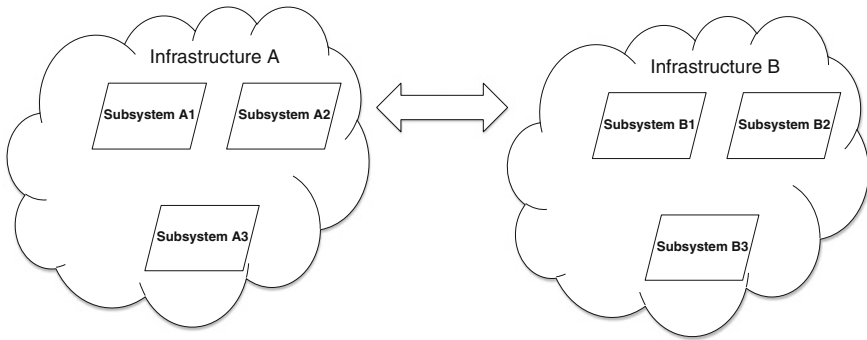 Infrastructure A
Subsystem A1
Subsystem A2
Subsystem A3
Infrastructure B
Subsystem B1
Subsystem B2
Subsystem B3